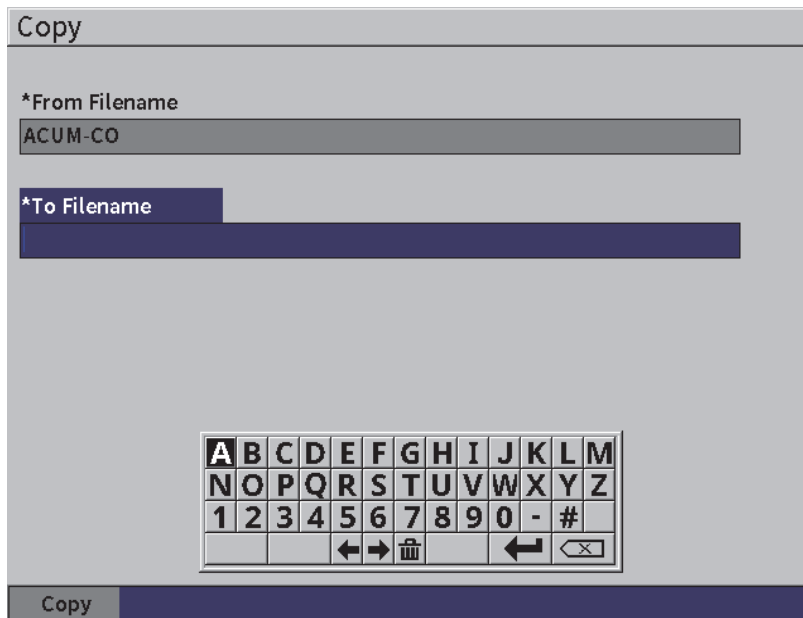 Copy
*From Filename
ACUM-CO
*To Filename
A B C D E F G H I J K L M
N O P Q R S T U V W X Y Z
1 2 3 4 5 6 7 8 9 0 - #
Copy